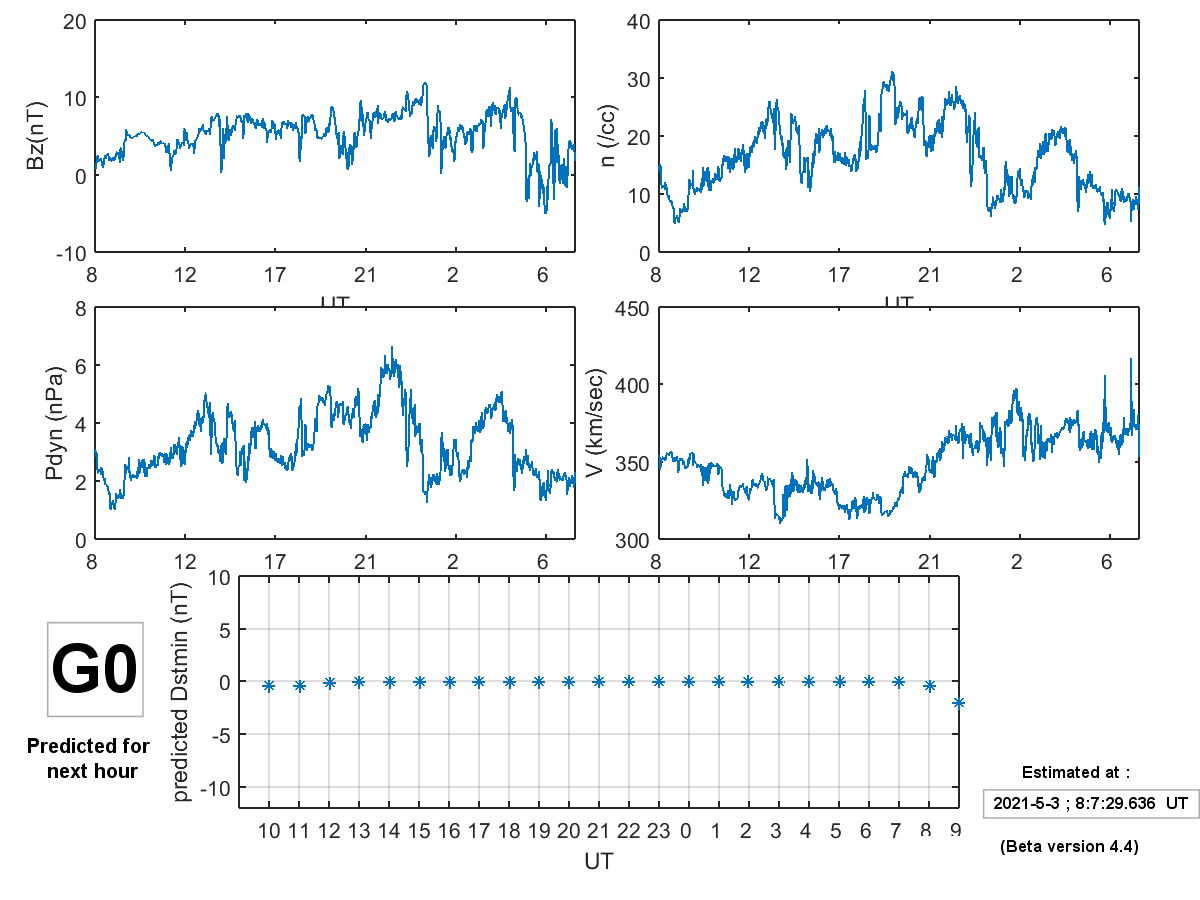 20
10
0
-10
Bz(nT)
8 12 17 21 2 6
UT
40
30
20
10
0
n (/cc)
8 12 17 21 2 6
UT
8
6
4
2
0
Pdyn (nPa)
8 12 17 21 2 6
450
400
350
300
V (km/sec)
8 12 17 21 2 6
G0
Predicted for
next hour
10
5
0
-5
-10
predicted Dstmin (nT)
10 11 12 13 14 15 16 17 18 19 20 21 22 23 0 1 2 3 4 5 6 7 8 9
UT
Estimated at :
2021-5-3 ; 8:7:29.636 UT
(Beta version 4.4)